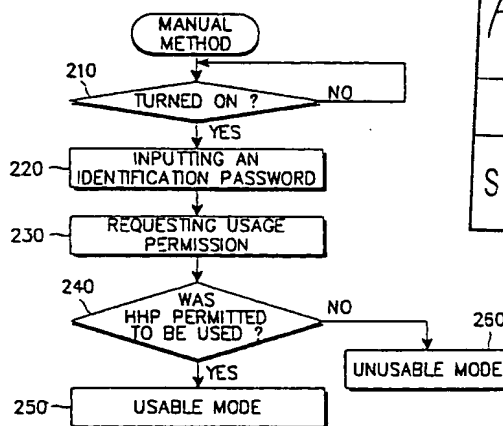 MANUAL
METHOD
210
TURNED ON ?
NO
YES
220
INPUTTING AN
IDENTIFICATION PASSWORD
230
REQUESTING USAGE
PERMISSION
240
WAS
HHP PERMITTED
TO BE USED ?
NO
260
UNUSABLE MODE
YES
250
USABLE MODE
S